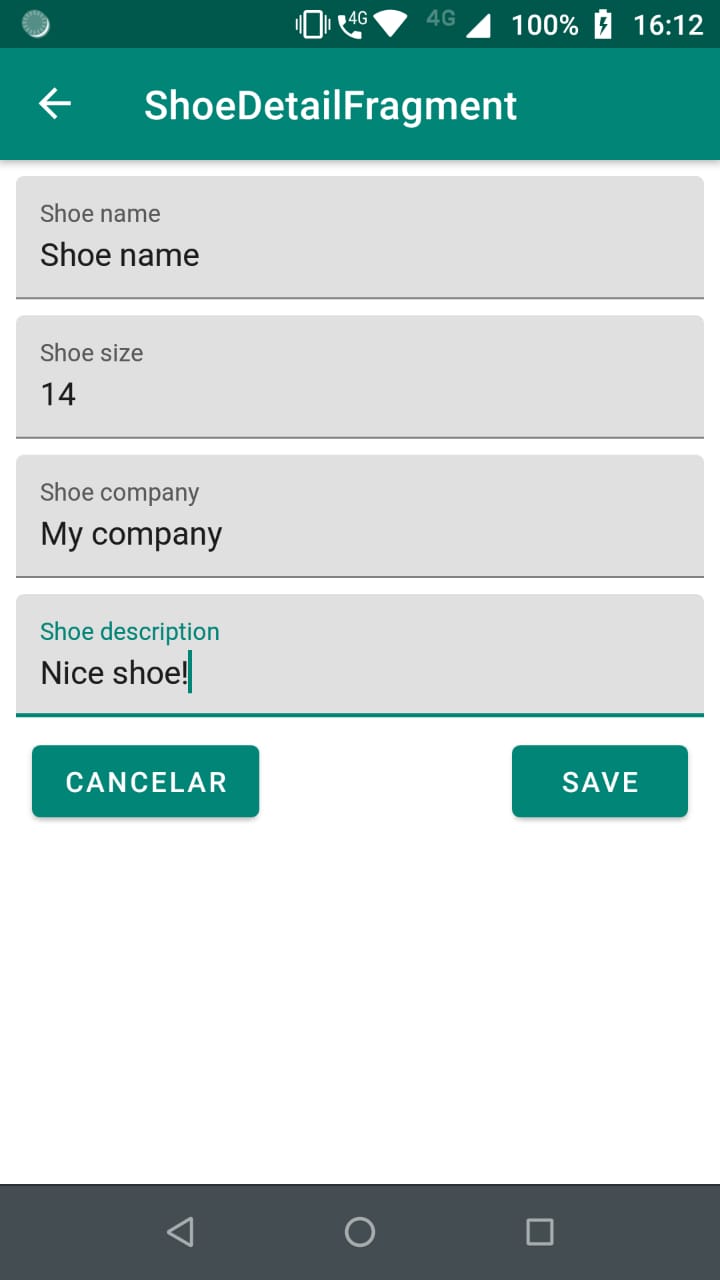 4G 4G 100% 16:12
ShoeDetailFragment
Shoe name
Shoe name
Shoe size
14
Shoe company
My company
Shoe description
Nice shoe!
CANCELAR SAVE